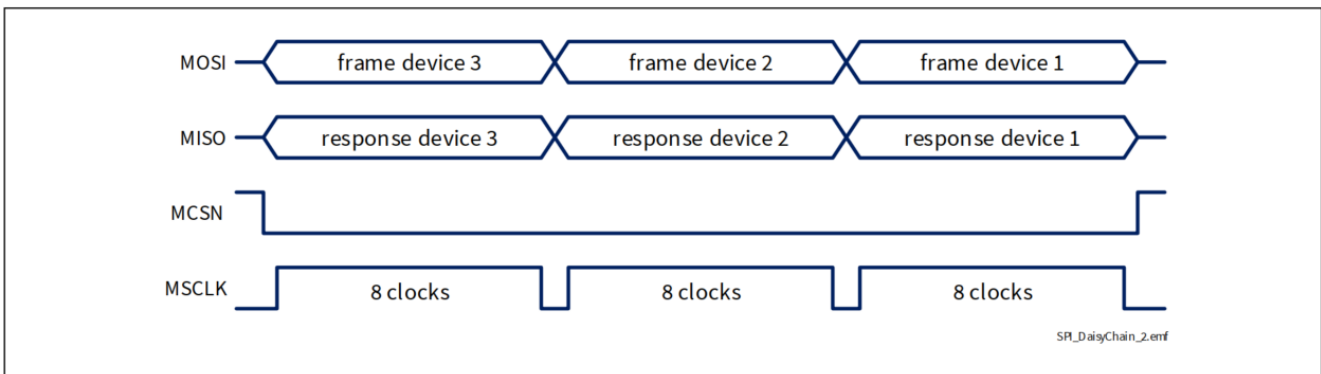 MOSI frame device 3 frame device 2 frame device 1
MISO response device 3 response device 2 response device 1
MCSN
MSCLK 8 clocks 8 clocks 8 clocks
SPI_DaisyChain_2.emf